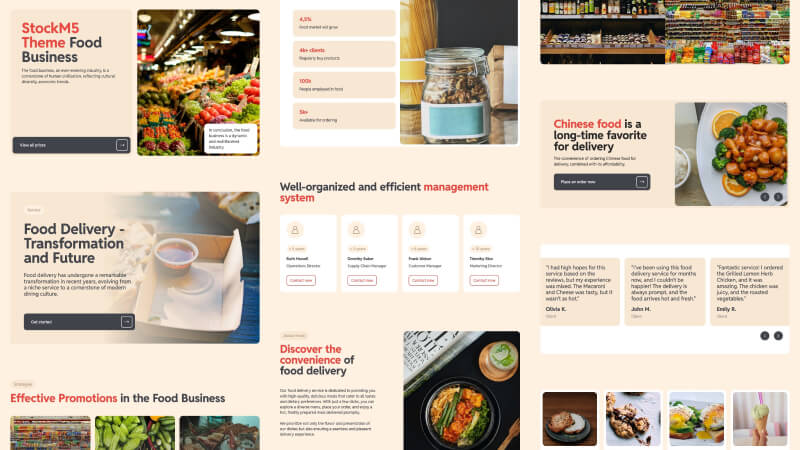 StockM5
Theme Food
Business
The food business, an ever-evolving industry is a
cornerstone of human civilization, reflecting cultural
diversity, economic trends.
View all prices
In conclusion, the food
business is a dynamic
and multifaceted
industry
Food Delivery -
Transformation
and Future
Food delivery has undergone a remarkable
transformation in recent years, evolving from
a niche service to a cornerstone of modern
dining culture.
Get started
Strategies
Effective Promotions in the Food Business
4,5%
Food market will grow
4k+ clients
Regularly buy products
100k
People employed in food
5k+
Available for ordering
Well-organized and efficient management
system
+ 5 years
Ruth Howell
Operations Director
Contact now
Dorothy Baker
Supply Chain Manager
Contact now
Frank Watson
Customer Manager
Contact now
+ 10 years
Timothy Rice
Marketing Director
Contact now
Discover the
convenience of
food delivery
Our food delivery service is dedicated to providing you
with high-quality, delicious meals that cater to all tastes
and dietary preferences. With just a few clicks, you can
explore a diverse menu, place your order, and enjoy a
hot, freshly prepared meal delivered promptly.
We prioritize not only the flavor and presentation of
our dishes but also ensuring a seamless and pleasant
delivery experience.
Chinese food is a
long-time favorite
for delivery
The convenience of ordering Chinese food for
delivery, combined with its affordability.
Place an order now
"I had high hopes for this
service based on the
reviews, but my experience
was mixed. The Macaroni
and Cheese was tasty, but it
wasn't as hot."
Olivia K.
Client
"I've been using this food
delivery service for months
now, and I couldn't be
happier! The delivery is
always prompt, and the
food arrives hot and fresh."
John M.
Client
"Fantastic service! I ordered
the Grilled Lemon Herb
Chicken, and it was
amazing. The chicken was
juicy, and the roasted
vegetables."
Emily R.
Client